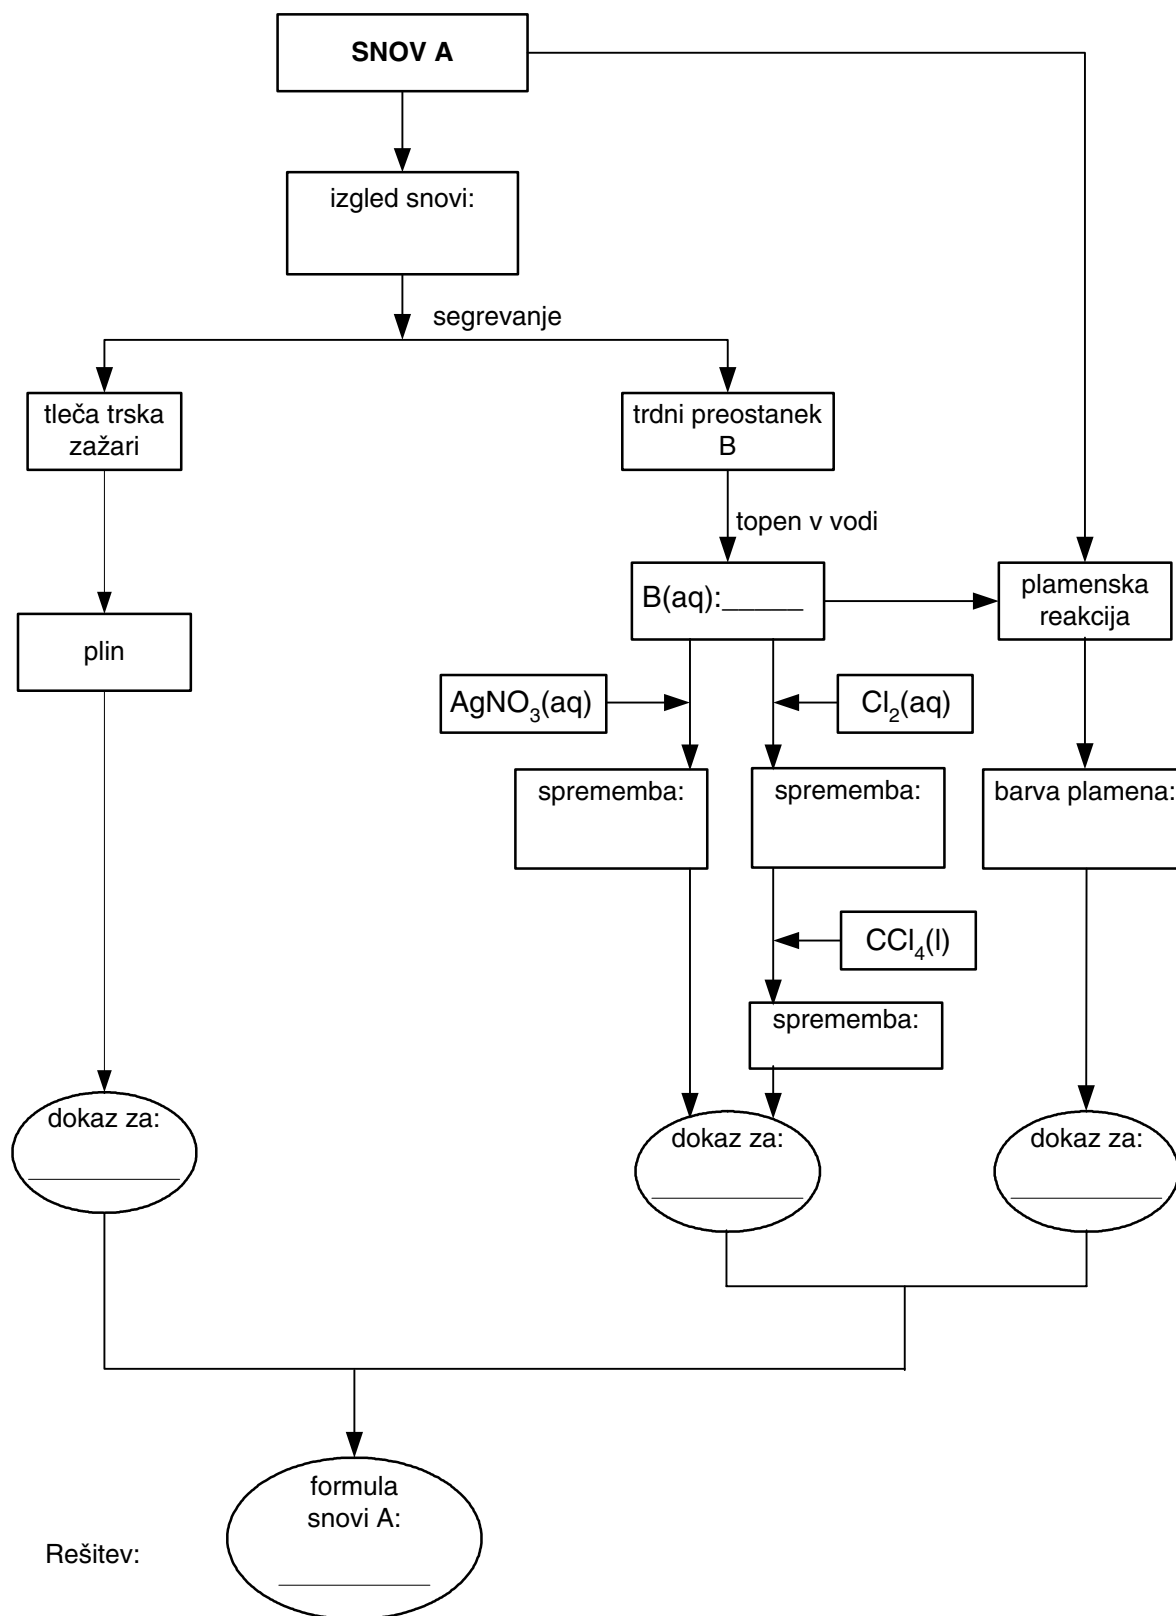 SNOV A
izgled snovi:
segrevanje
tleča trska
zažari
trdni preostanek
B
topen v vodi
B(aq):_____
plamenska
reakcija
plin
AgNO₃(aq)
Cl₂(aq)
sprememba:
sprememba:
barva plamena:
CCl₄(l)
sprememba:
dokaz za:
dokaz za:
dokaz za:
formula
snovi A:
Rešitev: